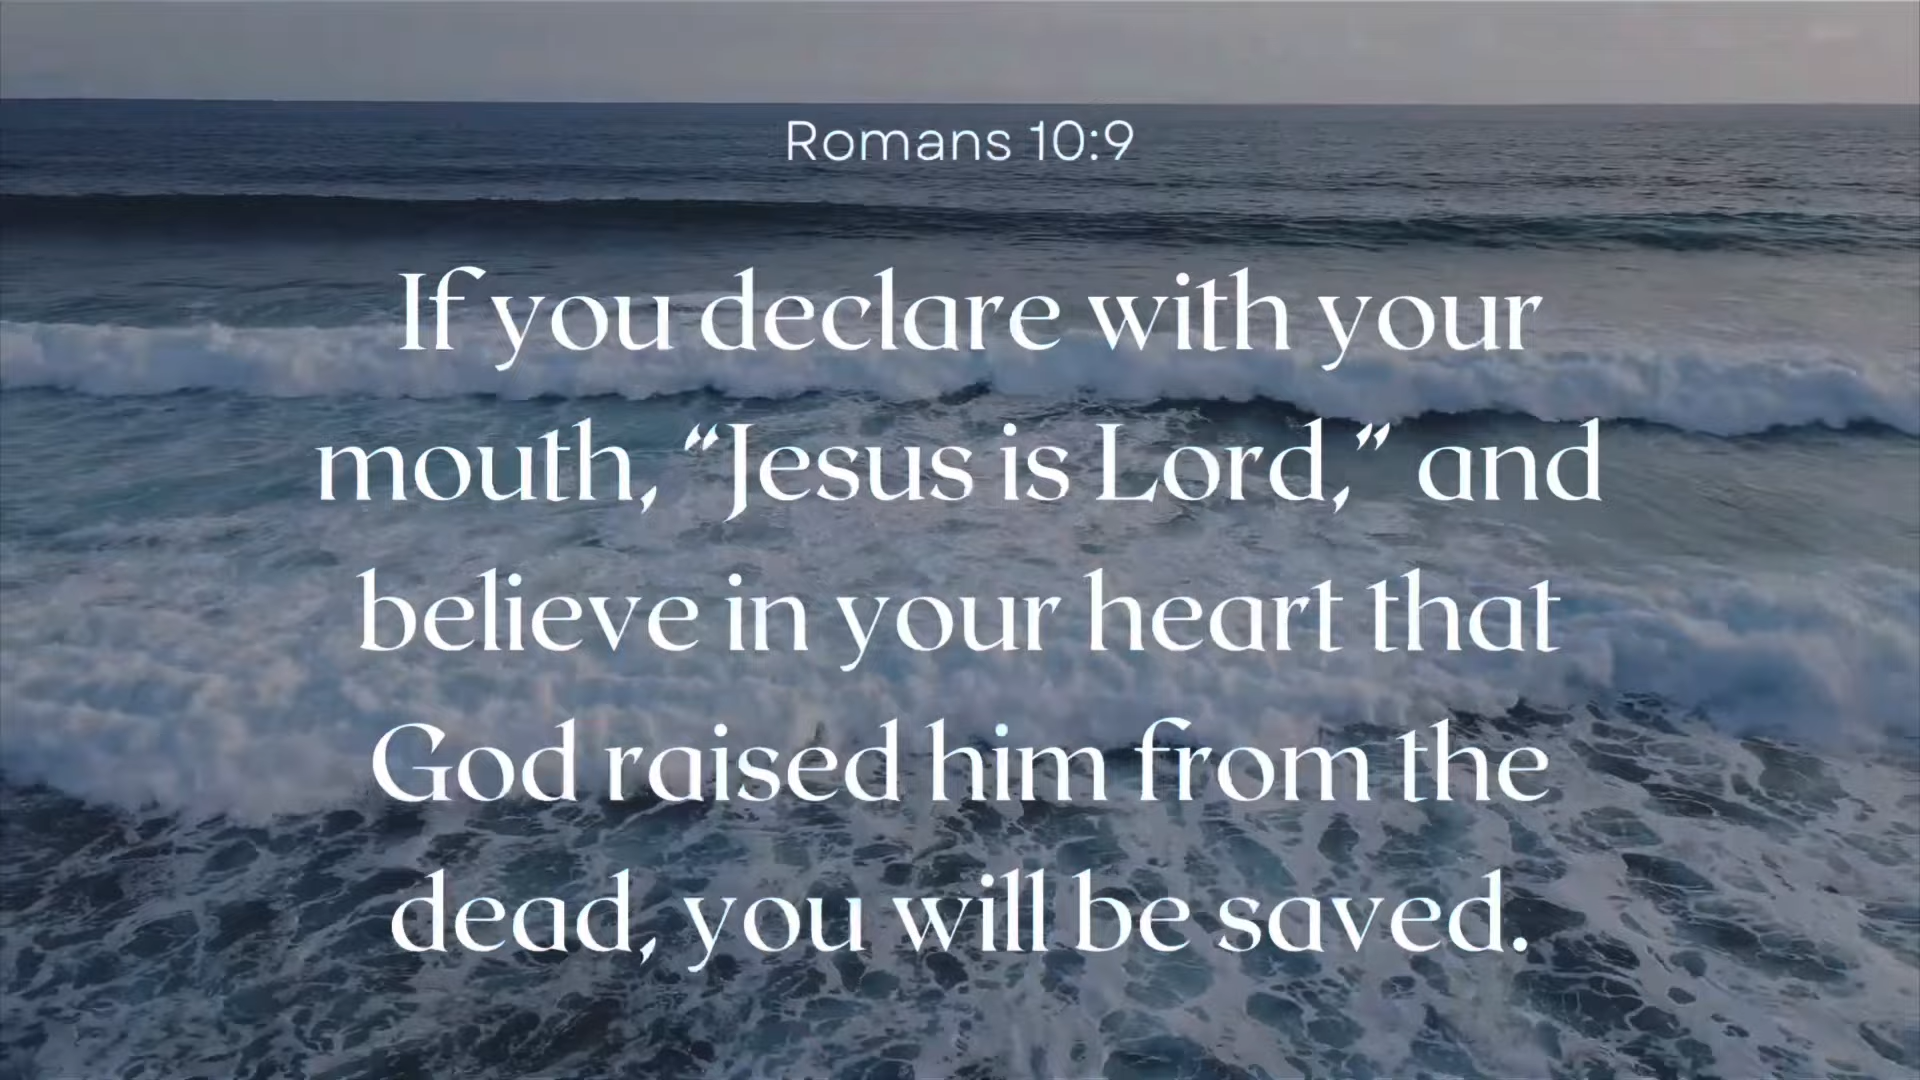 Romans 10:9
If you declare with your
mouth, “Jesus is Lord,” and
believe in your heart that
God raised him from the
dead, you will be saved.